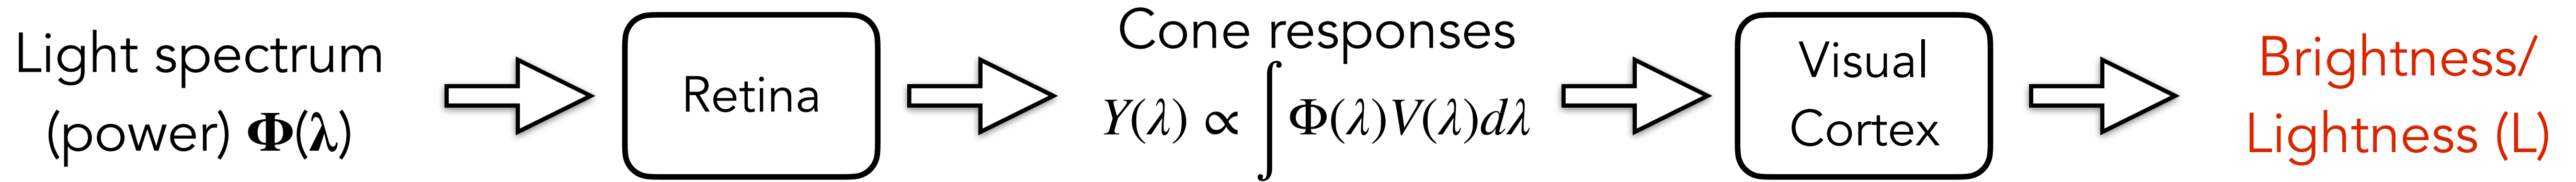 Light spectrum
(power) Φ(λ)
Retina
Cone responses
Y(λ) ∝ ∫ Φ(λ)V(λ)dλ
Visual
Cortex
Brightness/
Lightness (L)